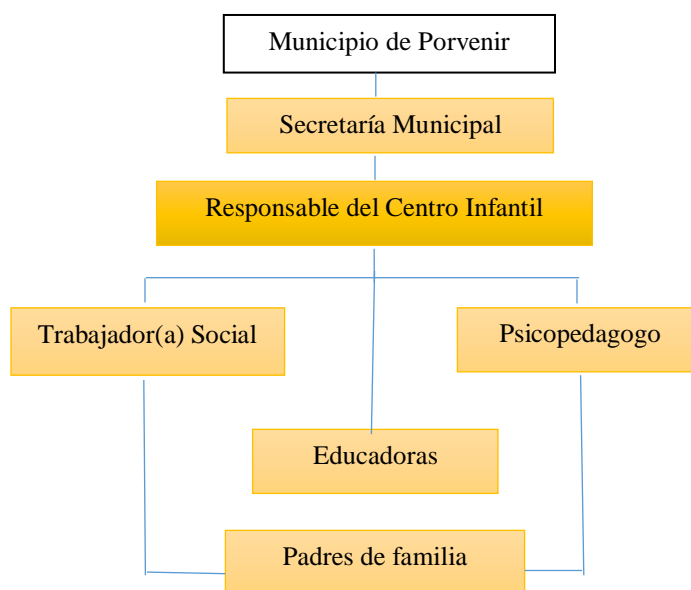 Municipio de Porvenir
Secretaría Municipal
Responsable del Centro Infantil
Trabajador(a) Social
Psicopedagogo
Educadoras
Padres de familia